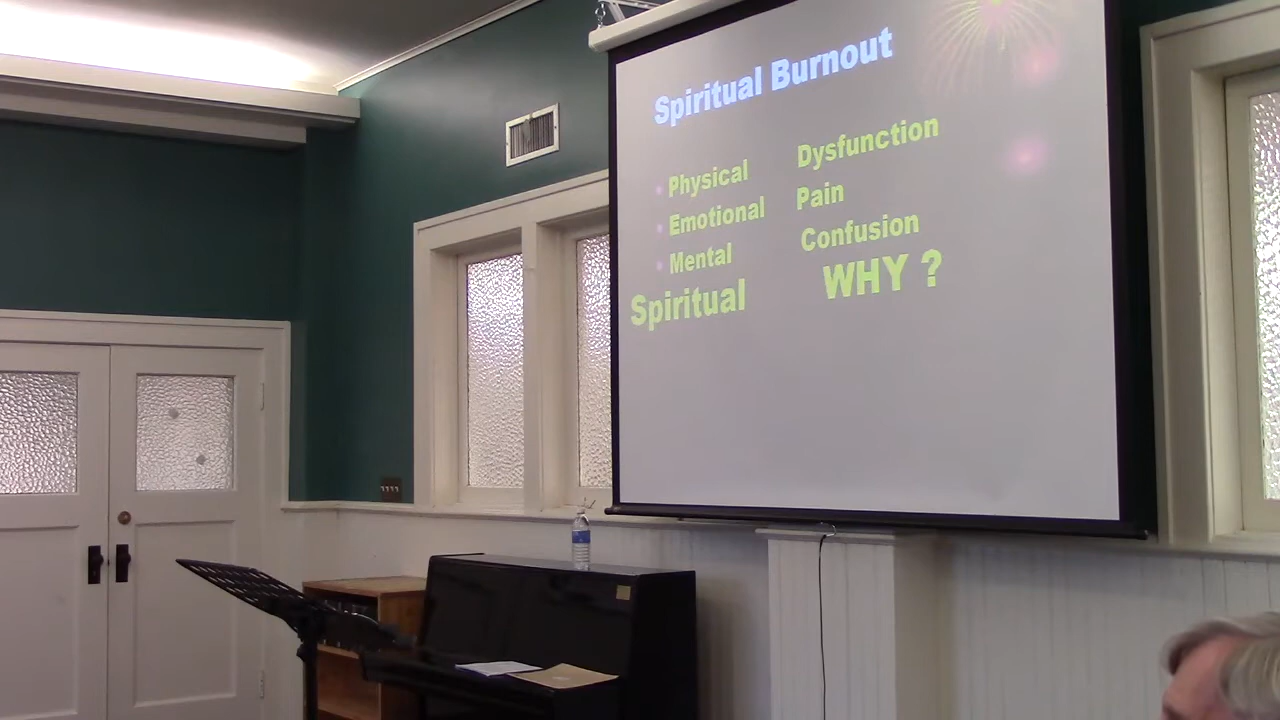 Spiritual Burnout
Physical Dysfunction
Emotional Pain
Mental Confusion
Spiritual WHY ?